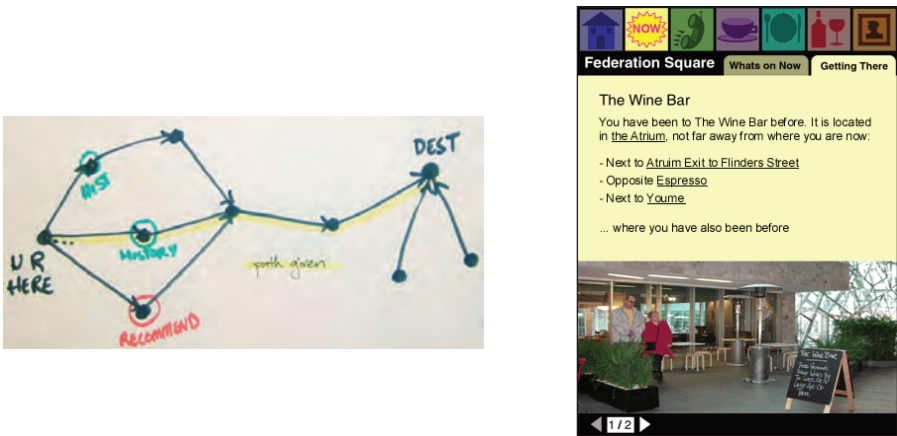 HIST
DEST
HISTORY
U R
HERE
path given
RECOMMEND
NOW
Federation Square
Whats on Now
Getting There
The Wine Bar
You have been to The Wine Bar before. It is located
in the Atrium, not far away from where you are now:
- Next to Atruim Exit to Flinders Street
- Opposite Espresso
- Next to Youme
... where you have also been before
THE WINE BAR
1/2